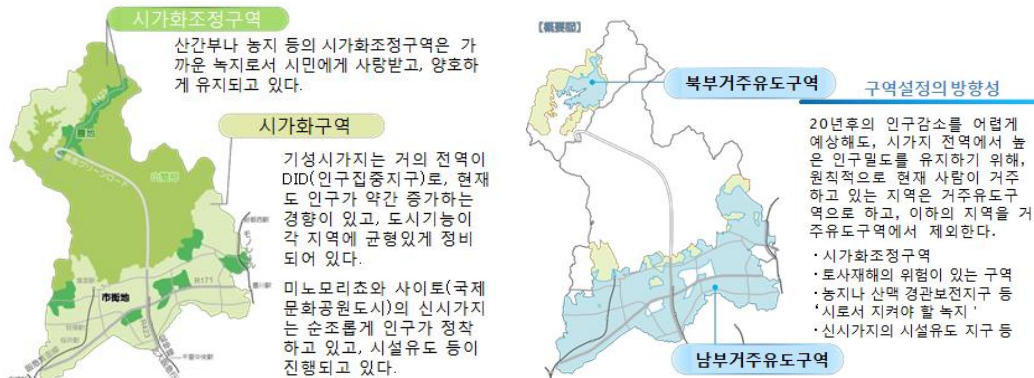 시가화조정구역
산간부나 농지 등의 시가화조정구역은 가
까운 녹지로서 시민에게 사랑받고, 양호하
게 유지되고 있다.
시가화구역
기성시가지는 거의 전역이
DID(인구집중지구)로, 현재
도 인구가 약간 증가하는
경향이 있고, 도시기능이
각 지역에 균형있게 정비
되어 있다.
미노모리쵸와 사이토(국제
문화공원도시)의 신시가지
는 순조롭게 인구가 정착
하고 있고, 시설유도 등이
진행되고 있다.
農地
山間部
市街地
R171
R423
【概要図】
북부거주유도구역
남부거주유도구역
구역설정의 방향성
20년후의 인구감소를 어렵게
예상해도, 시가지 전역에서 높
은 인구밀도를 유지하기 위해,
원칙적으로 현재 사람이 거주
하고 있는 지역은 거주유도구
역으로 하고, 이하의 지역을 거
주유도구역에서 제외한다.
· 시가화조정구역
· 토사재해의 위험이 있는 구역
· 농지나 산맥 경관보전지구 등
‘시로서 지켜야 할 녹지 '
· 신시가지의 시설유도 지구 등